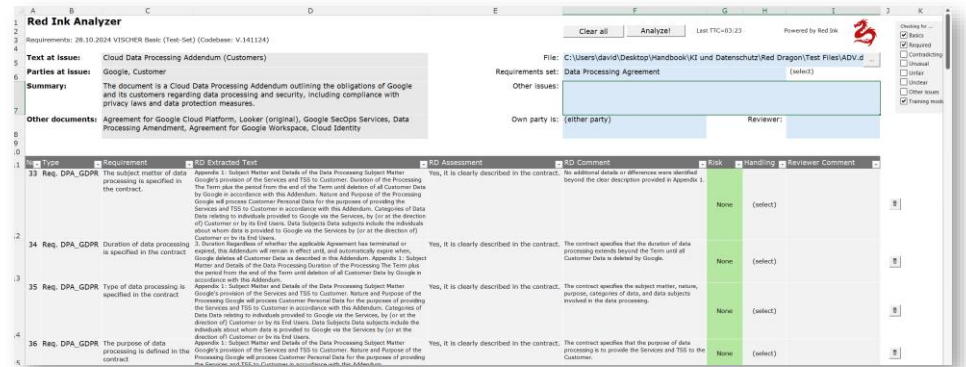 A B C D E F G H I J K
1 Red Ink Analyzer
Clear all Analyze! Last TTC=03:23 Powered by Red Ink
Requirements: 28.10.2024 VISCHER Basic (Test-Set) (Codebase: V.141124)
Checking for ...
Basics
Required
Contradicting
Unusual
Unfair
Unclear
Other issues
Training mode
Text at issue: Cloud Data Processing Addendum (Customers)
File: C:\Users\david\Desktop\Handbook\KI und Datenschutz\Red Dragon\Test Files\ADV.d ...
Parties at issue: Google, Customer
Requirements set: Data Processing Agreement (select)
Summary: The document is a Cloud Data Processing Addendum outlining the obligations of Google
and its customers regarding data processing and security, including compliance with
privacy laws and data protection measures.
Other issues:
Other documents: Agreement for Google Cloud Platform, Looker (original), Google SecOps Services, Data
Processing Amendment, Agreement for Google Workspace, Cloud Identity
Own party is: (either party) Reviewer:
Type Requirement RD Extracted Text RD Assessment RD Comment Risk Handling Reviewer Comment
33 Req. DPA_GDPR The subject matter of data
processing is specified in
the contract.
Appendix 1: Subject Matter and Details of the Data Processing Subject Matter
Google's provision of the Services and TSS to Customer. Duration of the Processing
The Term plus the period from the end of the Term until deletion of all Customer Data
by Google in accordance with this Addendum. Nature and Purpose of the Processing
Google will process Customer Personal Data for the purposes of providing the
Services and TSS to Customer in accordance with this Addendum. Categories of Data
Data relating to individuals provided to Google via the Services, by (or at the direction
of) Customer or by its End Users. Data Subjects Data subjects include the individuals
about whom data is provided to Google via the Services by (or at the direction of)
Customer or by its End Users.
Yes, it is clearly described in the contract.
No additional details or differences were identified
beyond the clear description provided in Appendix 1.
None (select)
34 Req. DPA_GDPR Duration of data processing
is specified in the contract
3. Duration Regardless of whether the applicable Agreement has terminated or
expired, this Addendum will remain in effect until, and automatically expire when,
Google deletes all Customer Data as described in this Addendum. Appendix 1: Subject
Matter and Details of the Data Processing Duration of the Processing The Term plus
the period from the end of the Term until deletion of all Customer Data by Google in
accordance with this Addendum.
Yes, it is clearly described in the contract.
The contract specifies that the duration of data
processing extends beyond the Term until all
Customer Data is deleted by Google.
None (select)
35 Req. DPA_GDPR Type of data processing is
specified in the contract
Appendix 1: Subject Matter and Details of the Data Processing Subject Matter
Google's provision of the Services and TSS to Customer. Nature and Purpose of the
Processing Google will process Customer Personal Data for the purposes of providing
the Services and TSS to Customer in accordance with this Addendum. Categories of
Data Data relating to individuals provided to Google via the Services, by (or at the
direction of) Customer or by its End Users. Data Subjects Data subjects include the
individuals about whom data is provided to Google via the Services by (or at the
direction of) Customer or by its End Users.
Yes, it is clearly described in the contract.
The contract specifies the subject matter, nature,
purpose, categories of data, and data subjects
involved in the data processing.
None (select)
36 Req. DPA_GDPR The purpose of data
processing is defined in the
contract
Appendix 1: Subject Matter and Details of the Data Processing Subject Matter
Google's provision of the Services and TSS to Customer. Nature and Purpose of the
Processing Google will process Customer Personal Data for the purposes of providing
the Services and TSS to Customer in accordance with this Addendum.
Yes, it is clearly described in the contract.
The contract specifies that the purpose of data
processing is to provide the Services and TSS to the
Customer.
None (select)